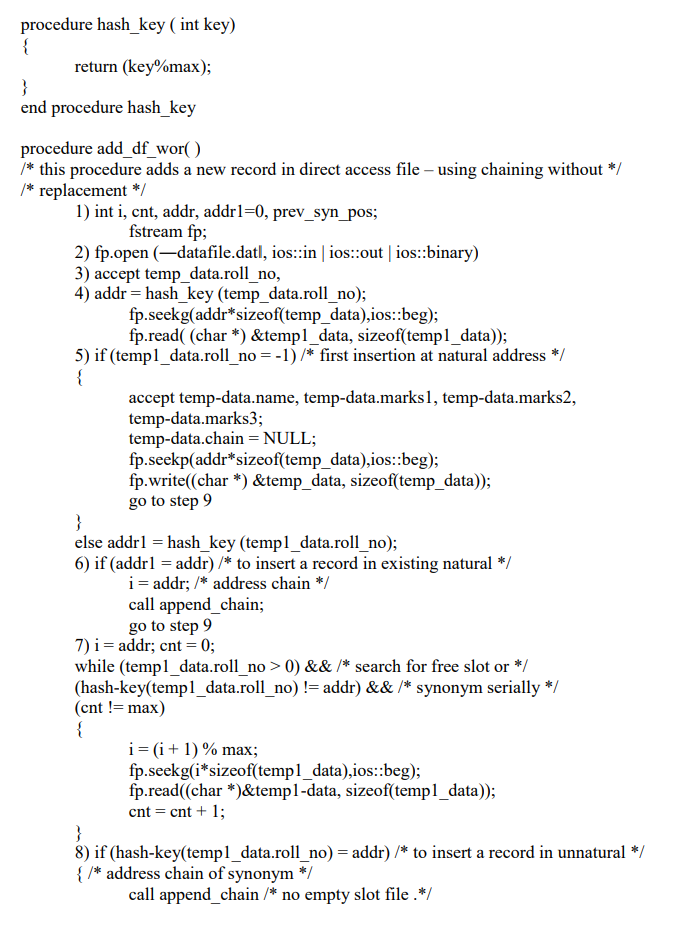 procedure hash_key ( int key)
{
return (key%max);
}
end procedure hash_key
procedure add_df_wor( )
/* this procedure adds a new record in direct access file – using chaining without */
/* replacement */
1) int i, cnt, addr, addr1=0, prev_syn_pos;
fstream fp;
2) fp.open (―datafile.dat‖, ios::in | ios::out | ios::binary)
3) accept temp_data.roll_no,
4) addr = hash_key (temp_data.roll_no);
fp.seekg(addr*sizeof(temp_data),ios::beg);
fp.read( (char *) &temp1_data, sizeof(temp1_data));
5) if (temp1_data.roll_no = -1) /* first insertion at natural address */
{
accept temp-data.name, temp-data.marks1, temp-data.marks2,
temp-data.marks3;
temp-data.chain = NULL;
fp.seekp(addr*sizeof(temp_data),ios::beg);
fp.write((char *) &temp_data, sizeof(temp_data));
go to step 9
}
else addr1 = hash_key (temp1_data.roll_no);
6) if (addr1 = addr) /* to insert a record in existing natural */
i = addr; /* address chain */
call append_chain;
go to step 9
7) i = addr; cnt = 0;
while (temp1_data.roll_no > 0) && /* search for free slot or */
(hash-key(temp1_data.roll_no) != addr) && /* synonym serially */
(cnt != max)
{
i = (i + 1) % max;
fp.seekg(i*sizeof(temp1_data),ios::beg);
fp.read((char *)&temp1-data, sizeof(temp1_data));
cnt = cnt + 1;
}
8) if (hash-key(temp1_data.roll_no) = addr) /* to insert a record in unnatural */
{ /* address chain of synonym */
call append_chain /* no empty slot file .*/